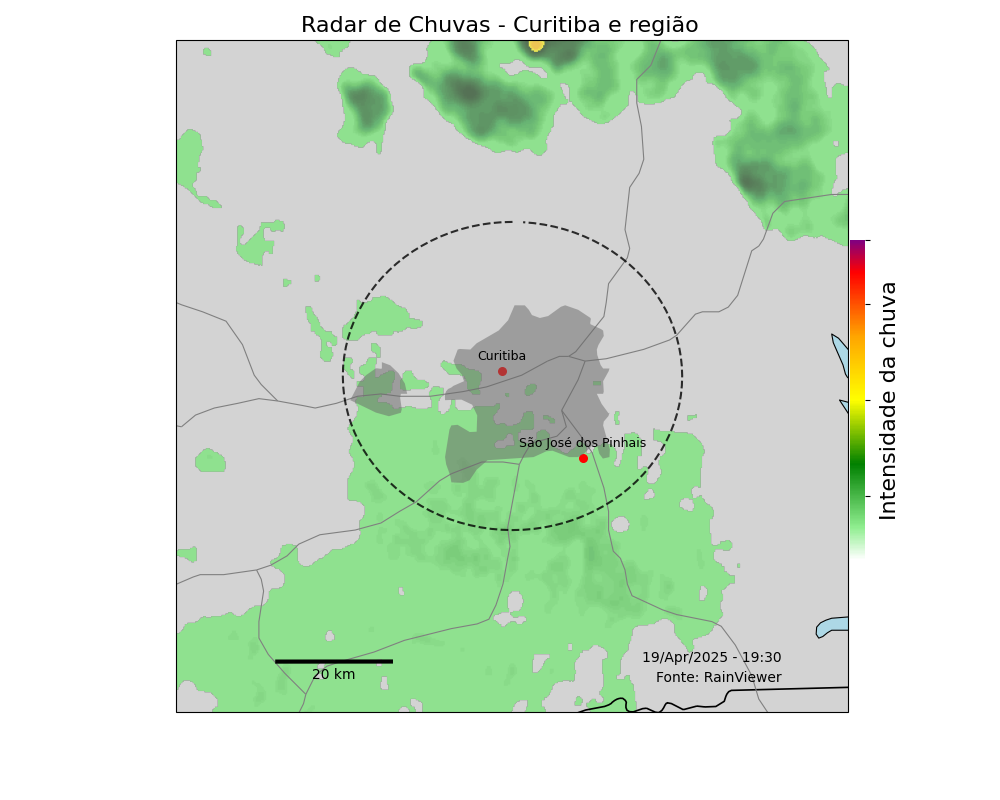 Radar de Chuvas - Curitiba e região
Curitiba
São José dos Pinhais
Intensidade da chuva
20 km
19/Apr/2025 - 19:30
Fonte: RainViewer